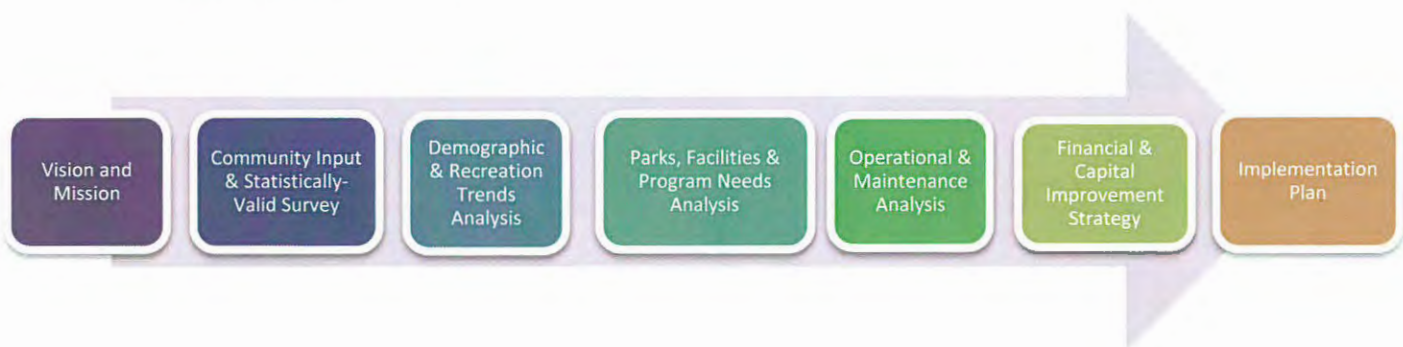 Vision and
Mission
Community Input
& Statistically-
Valid Survey
Demographic
& Recreation
Trends
Analysis
Parks, Facilities &
Program Needs
Analysis
Operational &
Maintenance
Analysis
Financial &
Capital
Improvement
Strategy
Implementation
Plan